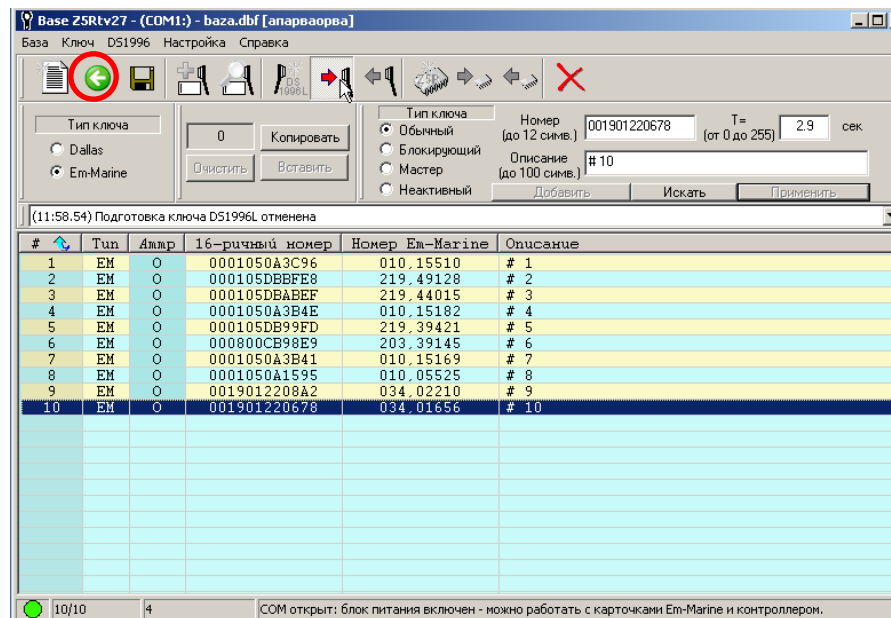 Base Z5Rtv27 - (COM1:) - baza.dbf [апарваорва]
База Ключ DS1996 Настройка Справка
DS
1996L
Z5R
Тип ключа
Dallas
Em-Marine
0
Копировать
Очистить
Вставить
Тип ключа
Обычный
Блокирующий
Мастер
Неактивный
Номер
(до 12 симв.)
001901220678
T=
(от 0 до 255)
2.9
сек
Описание
(до 100 симв.)
# 10
Добавить
Искать
Применить
(11:58.54) Подготовка ключа DS1996L отменена
# Тип Аттр 16-ричный номер Номер Em-Marine Описание
1 EM O 0001050A3C96 010,15510 # 1
2 EM O 000105DBBFE8 219,49128 # 2
3 EM O 000105DBABEF 219,44015 # 3
4 EM O 0001050A3B4E 010,15182 # 4
5 EM O 000105DB99FD 219,39421 # 5
6 EM O 000800CB98E9 203,39145 # 6
7 EM O 0001050A3B41 010,15169 # 7
8 EM O 0001050A1595 010,05525 # 8
9 EM O 0019012208A2 034,02210 # 9
10 EM O 001901220678 034,01656 # 10
10/10
4
COM открыт: блок питания включен - можно работать с карточками Em-Marine и контроллером.